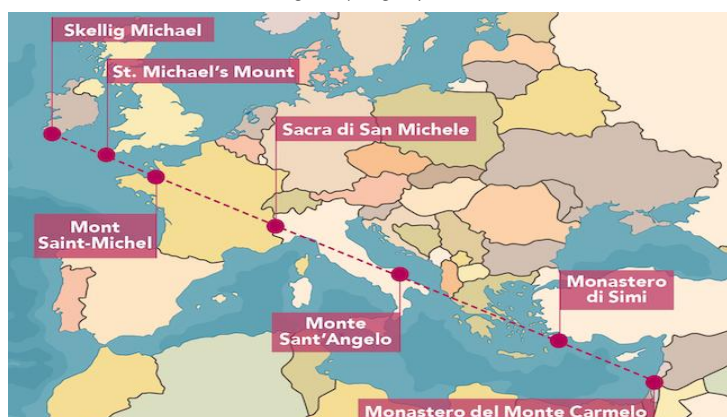 Skellig Michael
St. Michael's Mount
Sacra di San Michele
Mont
Saint-Michel
Monte
Sant'Angelo
Monastero
di Simi
Monastero del Monte Carmelo